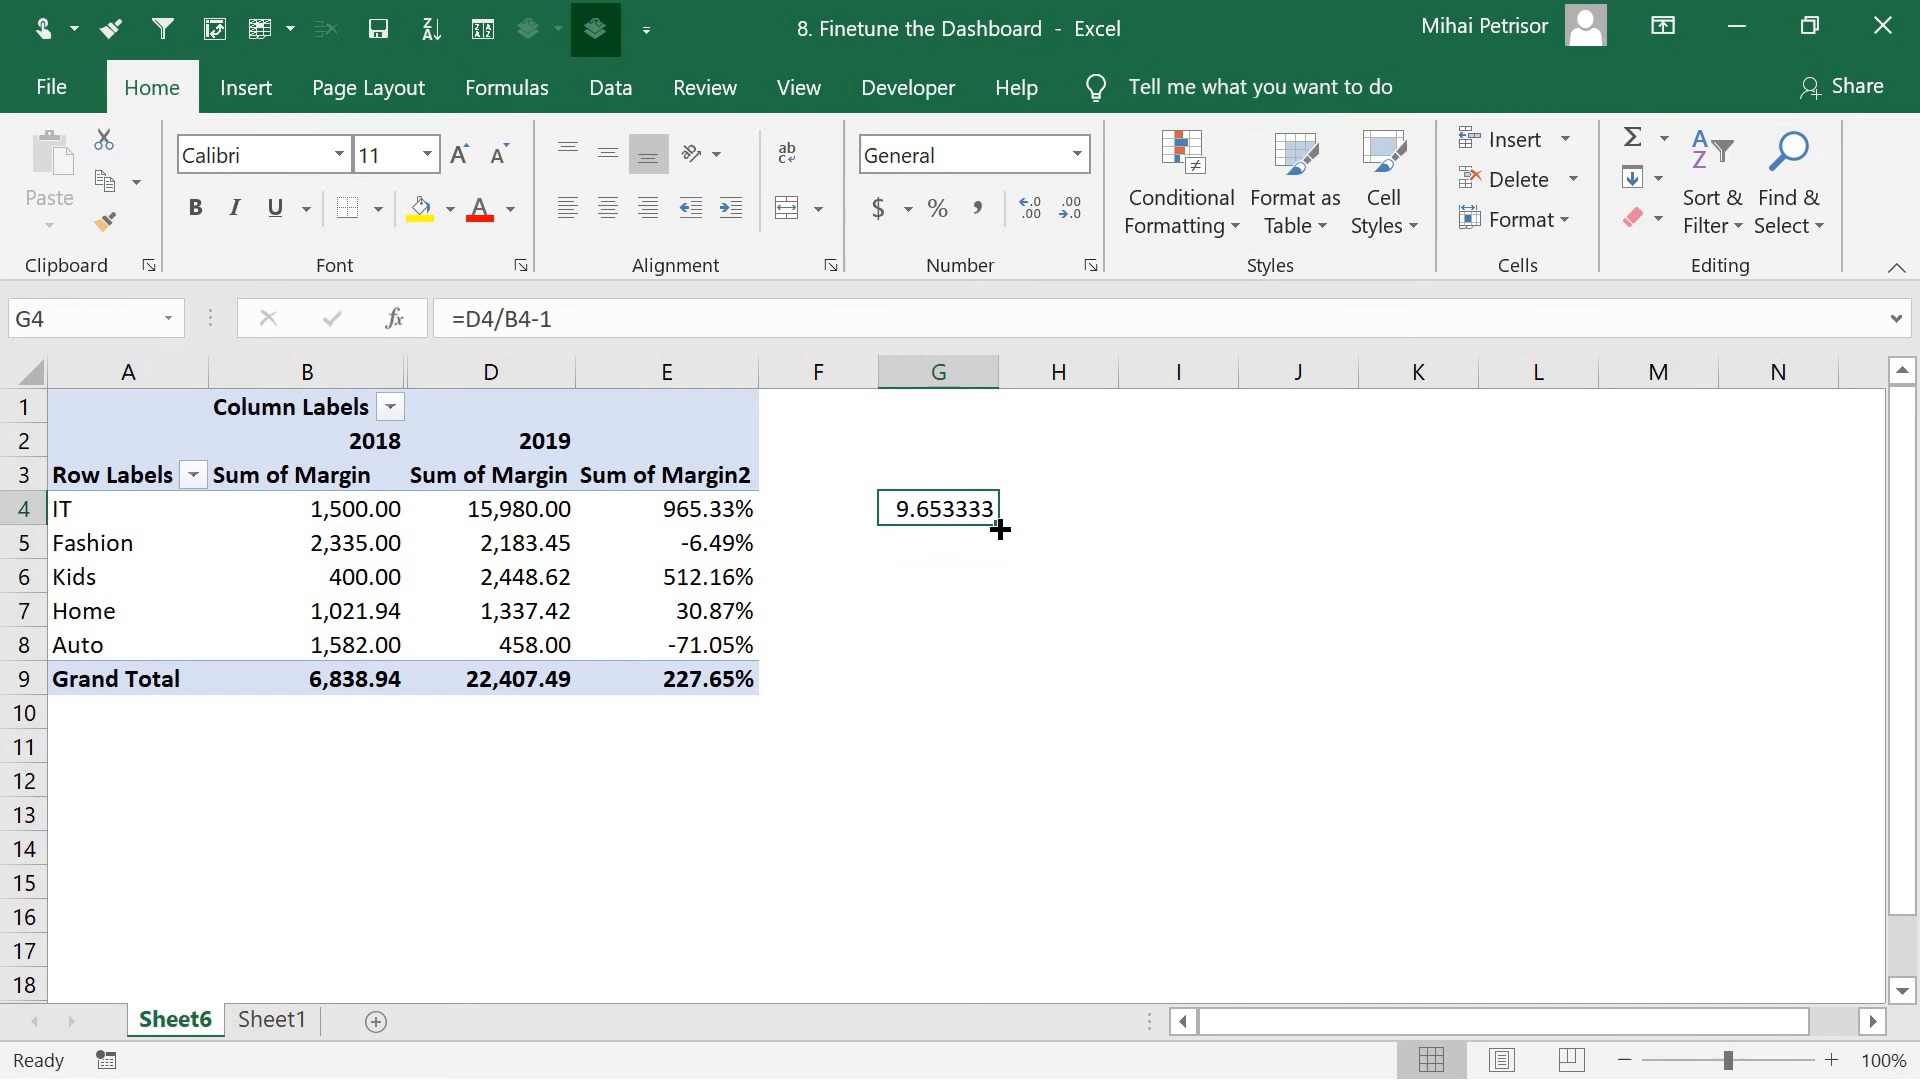 8. Finetune the Dashboard - Excel
Mihai Petrisor
File Home Insert Page Layout Formulas Data Review View Developer Help Tell me what you want to do Share
Paste
Clipboard
Calibri 11
B I U
Font
ab
Alignment
General
$ % ,
Number
Conditional Formatting
Format as Table
Cell Styles
Styles
Insert
Delete
Format
Cells
Sort & Filter
Find & Select
Editing
G4 fx =D4/B4-1
A B D E F G H I J K L M N
1 Column Labels
2 2018 2019
3 Row Labels Sum of Margin Sum of Margin Sum of Margin2
4 IT 1,500.00 15,980.00 965.33% 9.653333
5 Fashion 2,335.00 2,183.45 -6.49%
6 Kids 400.00 2,448.62 512.16%
7 Home 1,021.94 1,337.42 30.87%
8 Auto 1,582.00 458.00 -71.05%
9 Grand Total 6,838.94 22,407.49 227.65%
10
11
12
13
14
15
16
17
18
Sheet6 Sheet1
Ready 100%